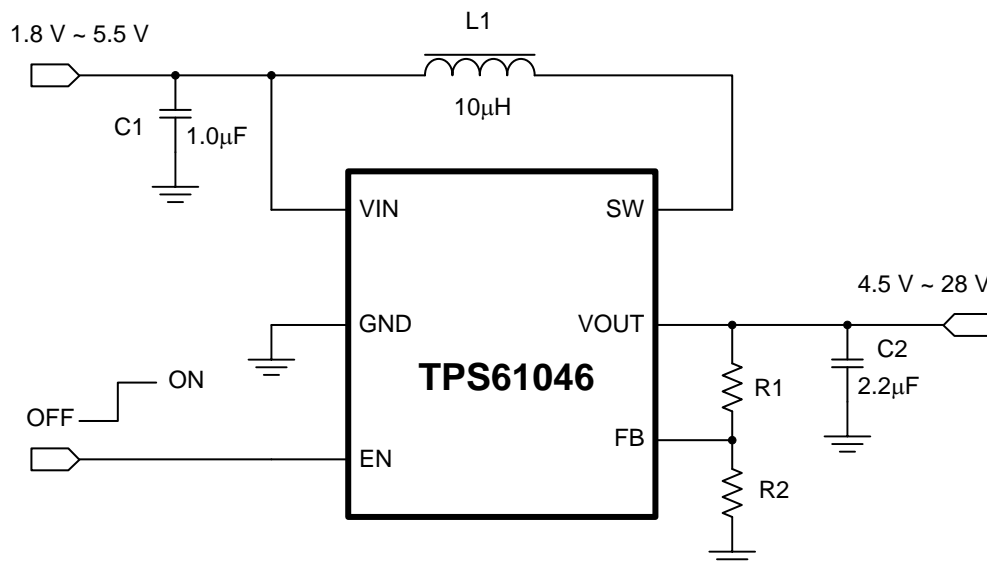 L1
1.8 V ~ 5.5 V
10μH
C1
1.0μF
VIN
SW
4.5 V ~ 28 V
GND
VOUT
C2
TPS61046
ON
R1
2.2μF
OFF
FB
EN
R2